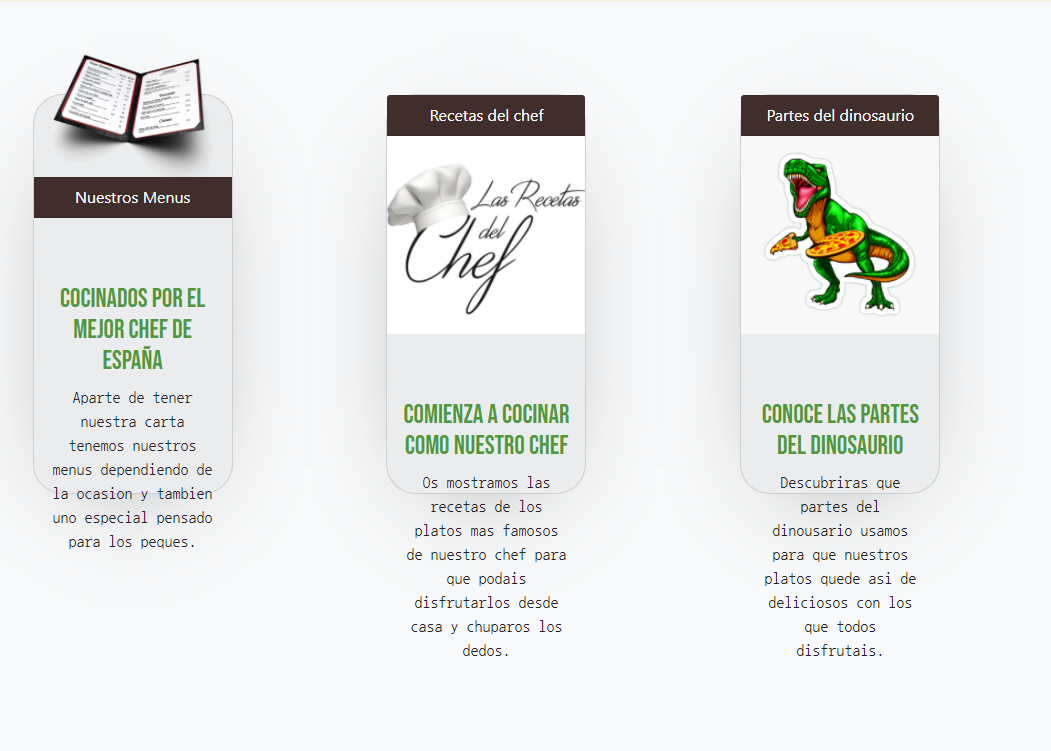 Nuestros Menus
COCINADOS POR EL
MEJOR CHEF DE
ESPAÑA
Aparte de tener
nuestra carta
tenemos nuestros
menus dependiendo de
la ocasion y tambien
uno especial pensado
para los peques.
Recetas del chef
Las Recetas
del
Chef
COMIENZA A COCINAR
COMO NUESTRO CHEF
Os mostramos las
recetas de los
platos mas famosos
de nuestro chef para
que podais
disfrutarlos desde
casa y chuparos los
dedos.
Partes del dinosaurio
CONOCE LAS PARTES
DEL DINOSAURIO
Descubriras que
partes del
dinousario usamos
para que nuestros
platos quede asi de
deliciosos con los
que todos
disfrutais.